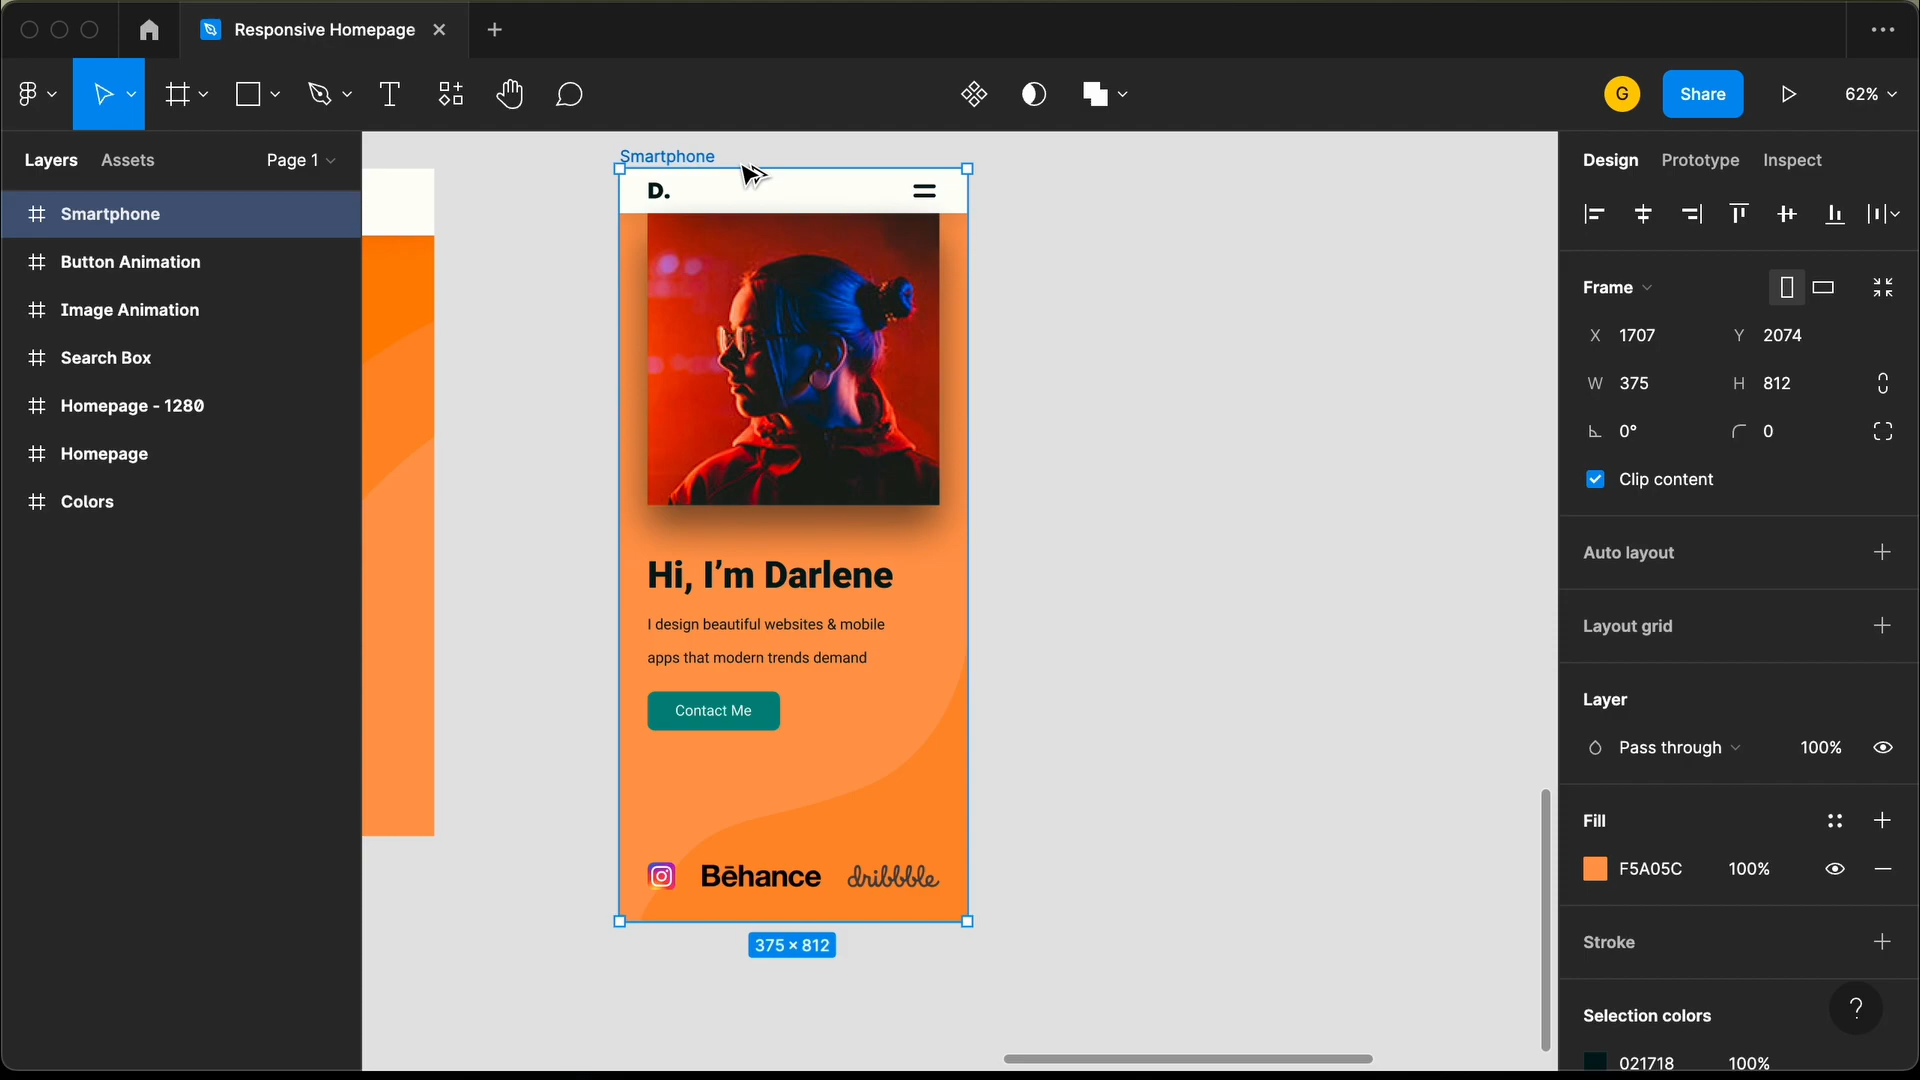 Responsive Homepage
G
Share
62%
Layers
Assets
Page 1
Smartphone
Button Animation
Image Animation
Search Box
Homepage - 1280
Homepage
Colors
Smartphone
D.
Hi, I’m Darlene
I design beautiful websites & mobile
apps that modern trends demand
Contact Me
Bēhance
dribbble
375 × 812
Design
Prototype
Inspect
Frame
X 1707
Y 2074
W 375
H 812
0°
0
Clip content
Auto layout
Layout grid
Layer
Pass through
100%
Fill
F5A05C
100%
Stroke
Selection colors
021718
100%
?